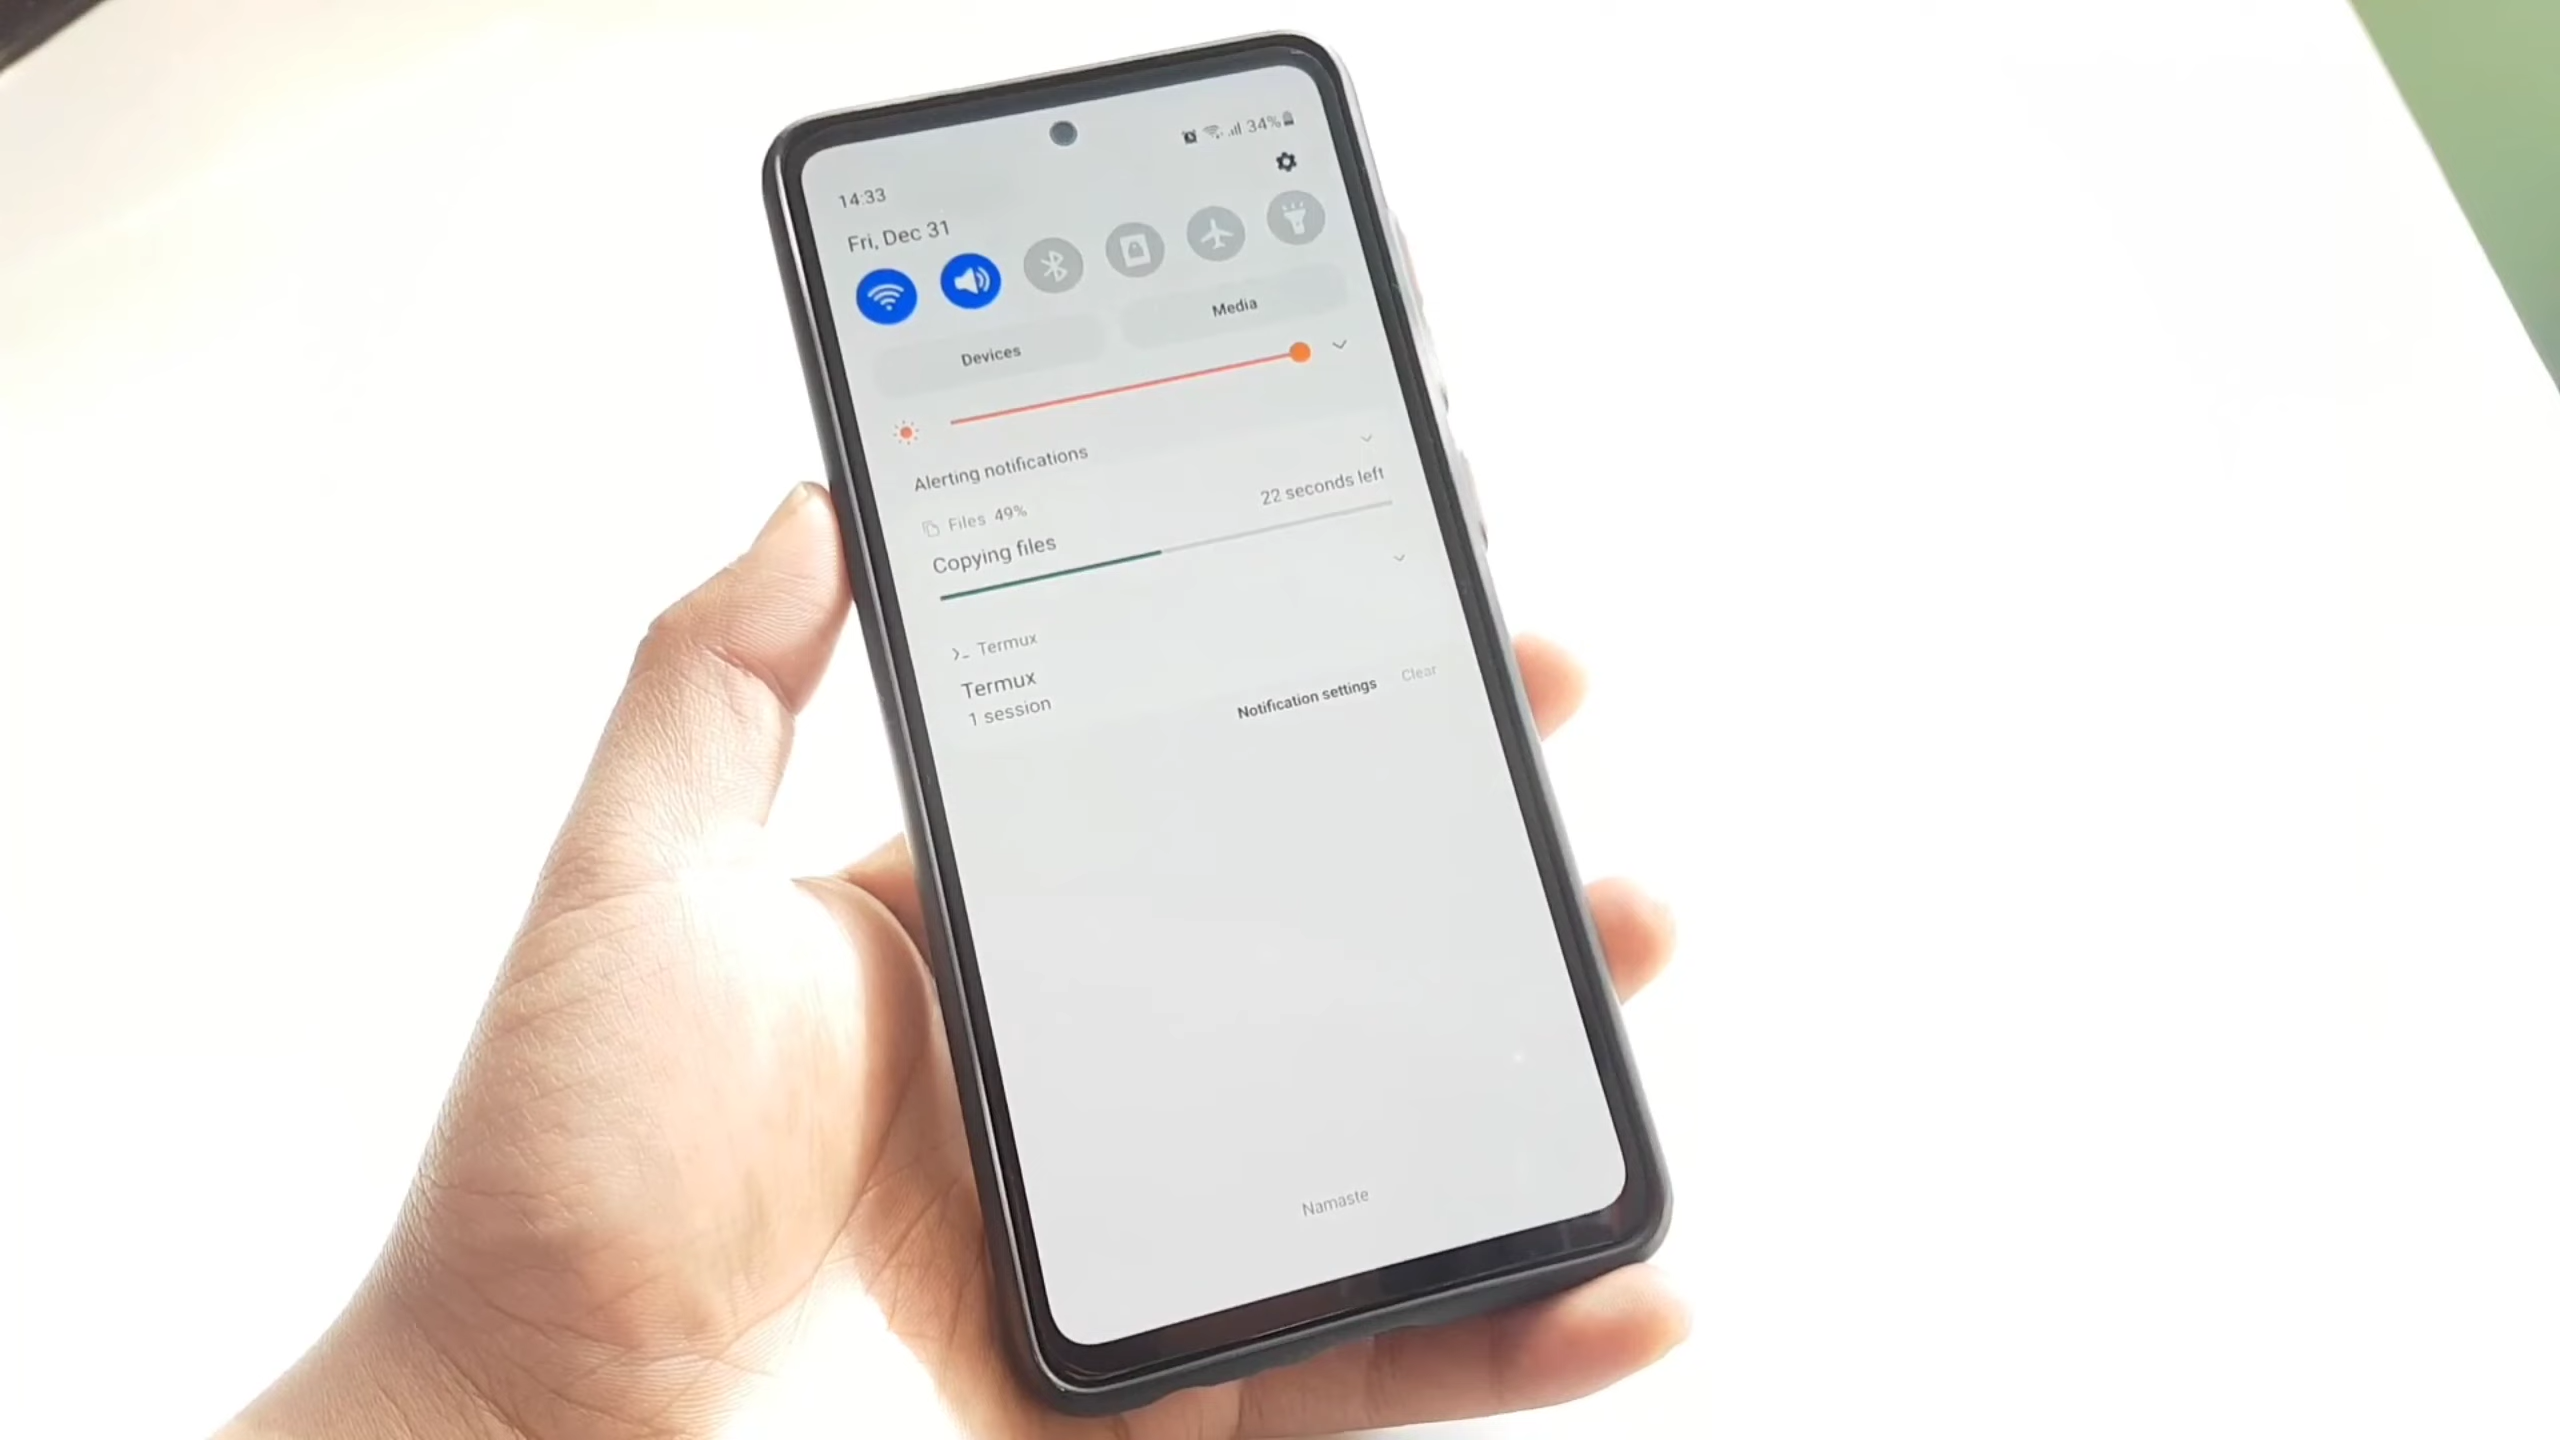 34%
14:33
Fri, Dec 31
Devices
Media
Alerting notifications
Files 49%
22 seconds left
Copying files
>_ Termux
Termux
1 session
Notification settings
Clear
Namaste